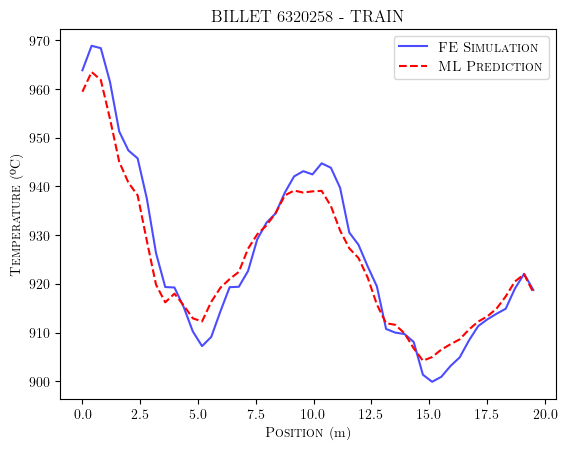 BILLET 6320258 - TRAIN
FE Simulation
ML Prediction
Temperature (ºC)
970
960
950
940
930
920
910
900
0.0 2.5 5.0 7.5 10.0 12.5 15.0 17.5 20.0
Position (m)